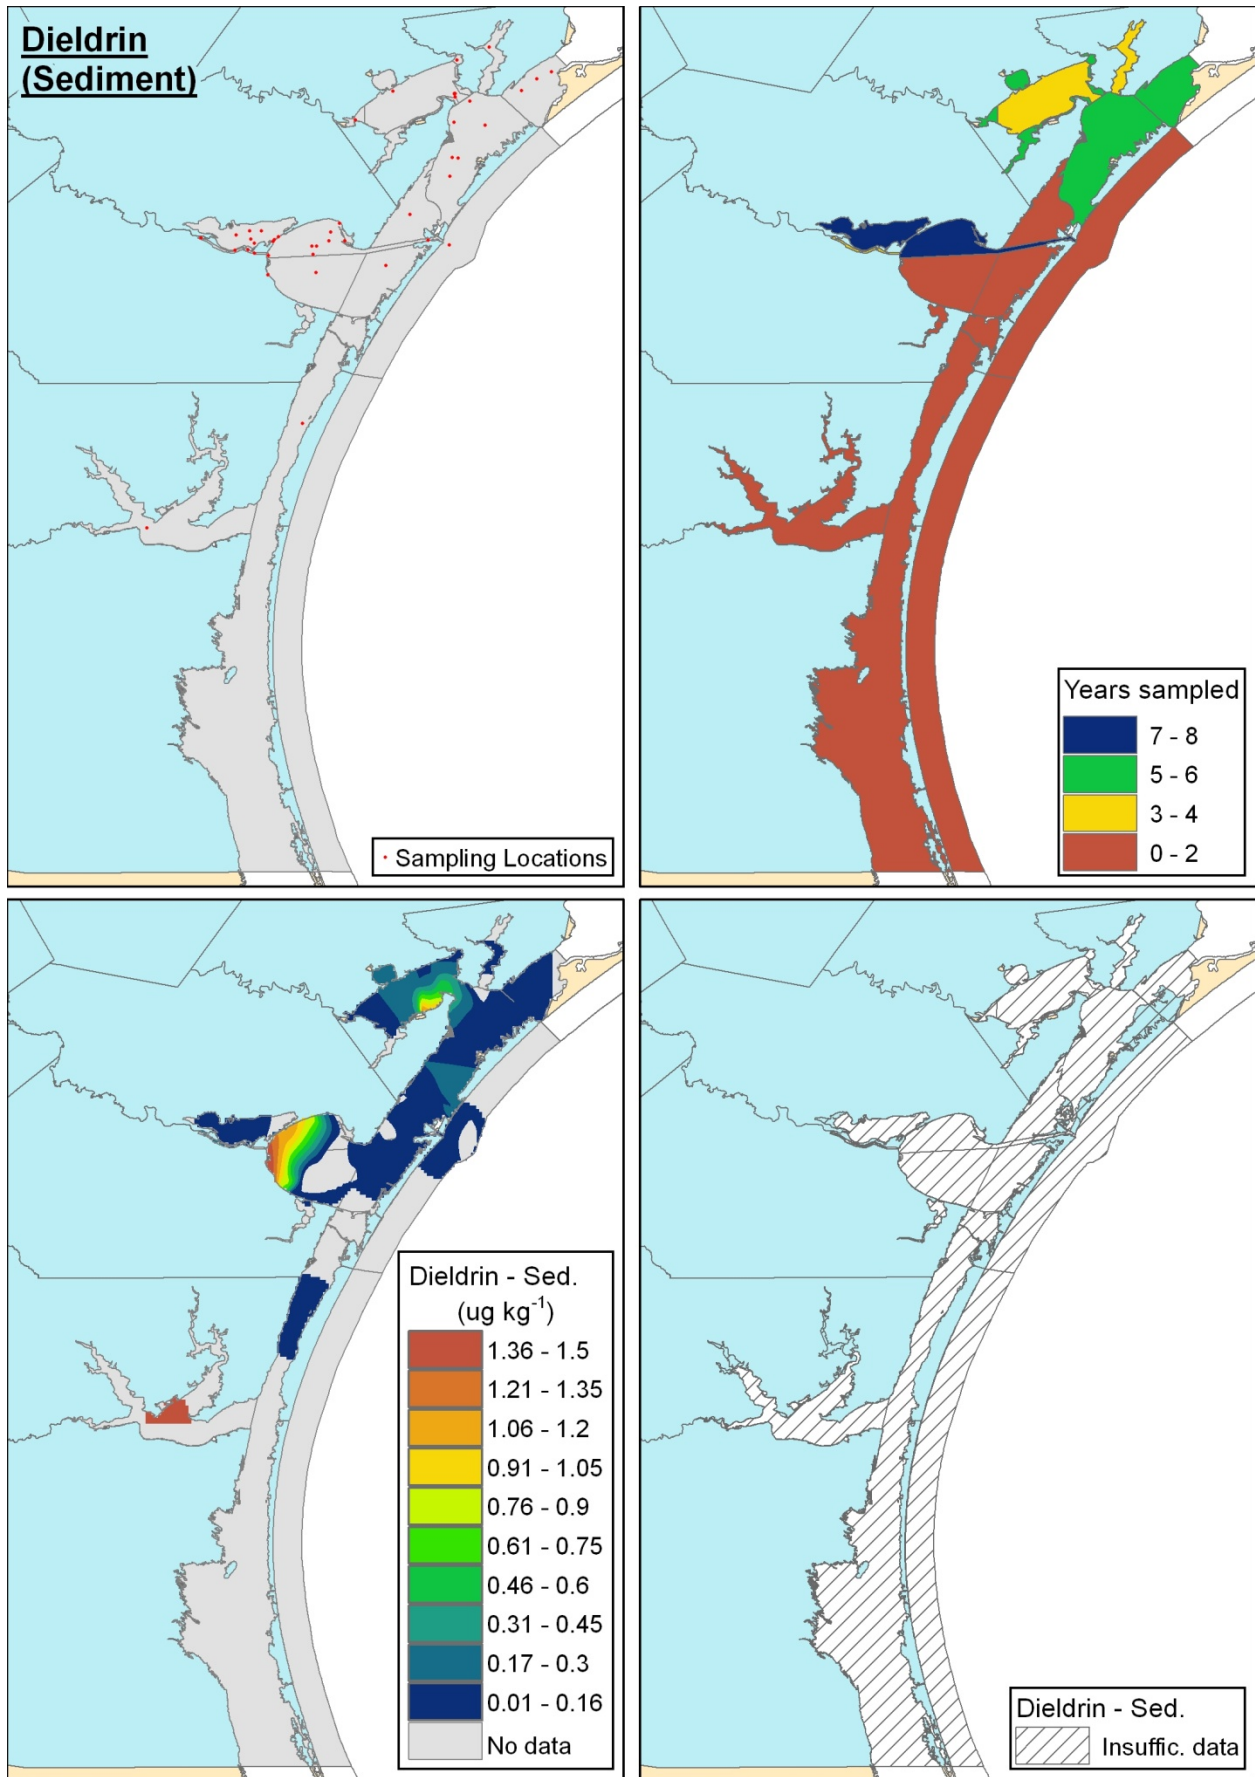 Dieldrin
(Sediment)
Sampling Locations
Years sampled
7 - 8
5 - 6
3 - 4
0 - 2
Dieldrin - Sed.
(ug kg⁻¹)
1.36 - 1.5
1.21 - 1.35
1.06 - 1.2
0.91 - 1.05
0.76 - 0.9
0.61 - 0.75
0.46 - 0.6
0.31 - 0.45
0.17 - 0.3
0.01 - 0.16
No data
Dieldrin - Sed.
Insuffic. data